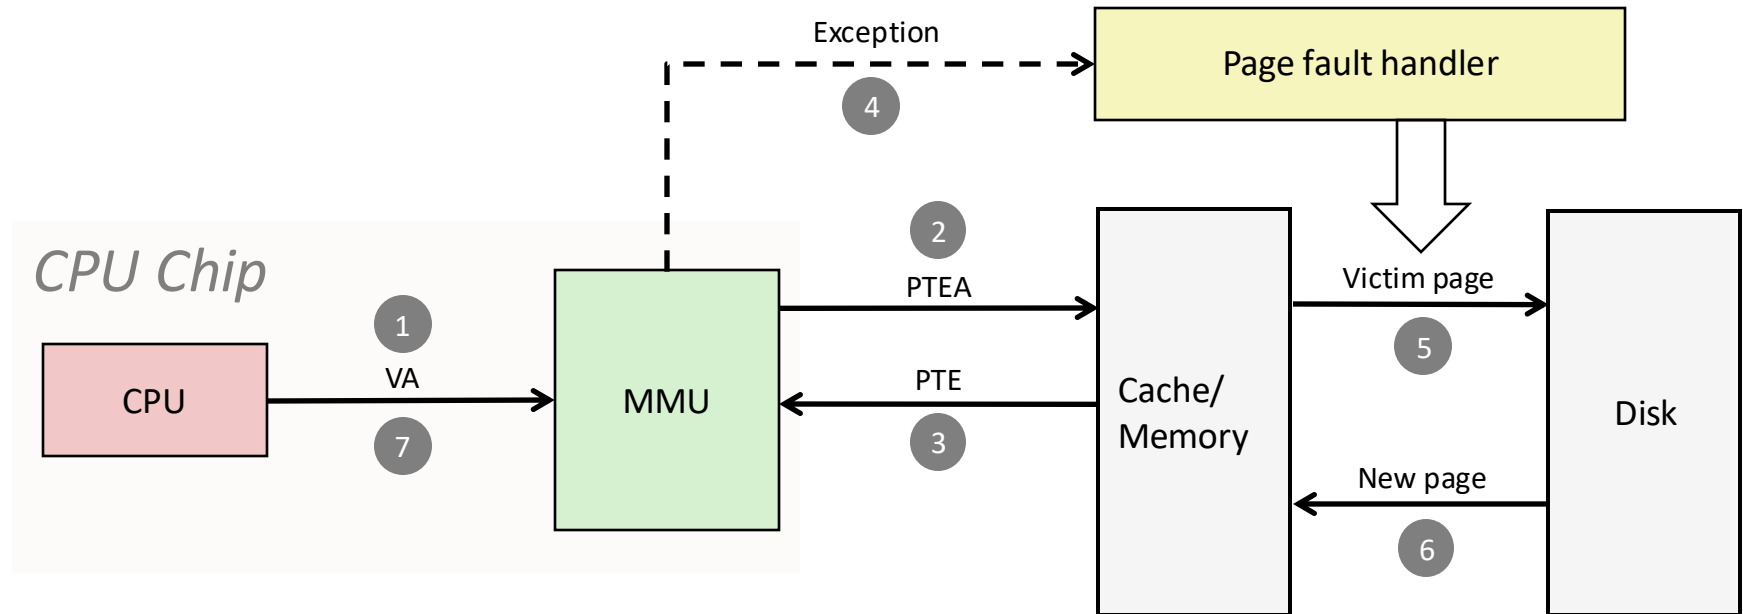 Exception
Page fault handler
4
2
CPU Chip
PTEA
Victim page
1
5
VA
PTE
CPU
MMU
Cache/
Memory
Disk
7
3
New page
6